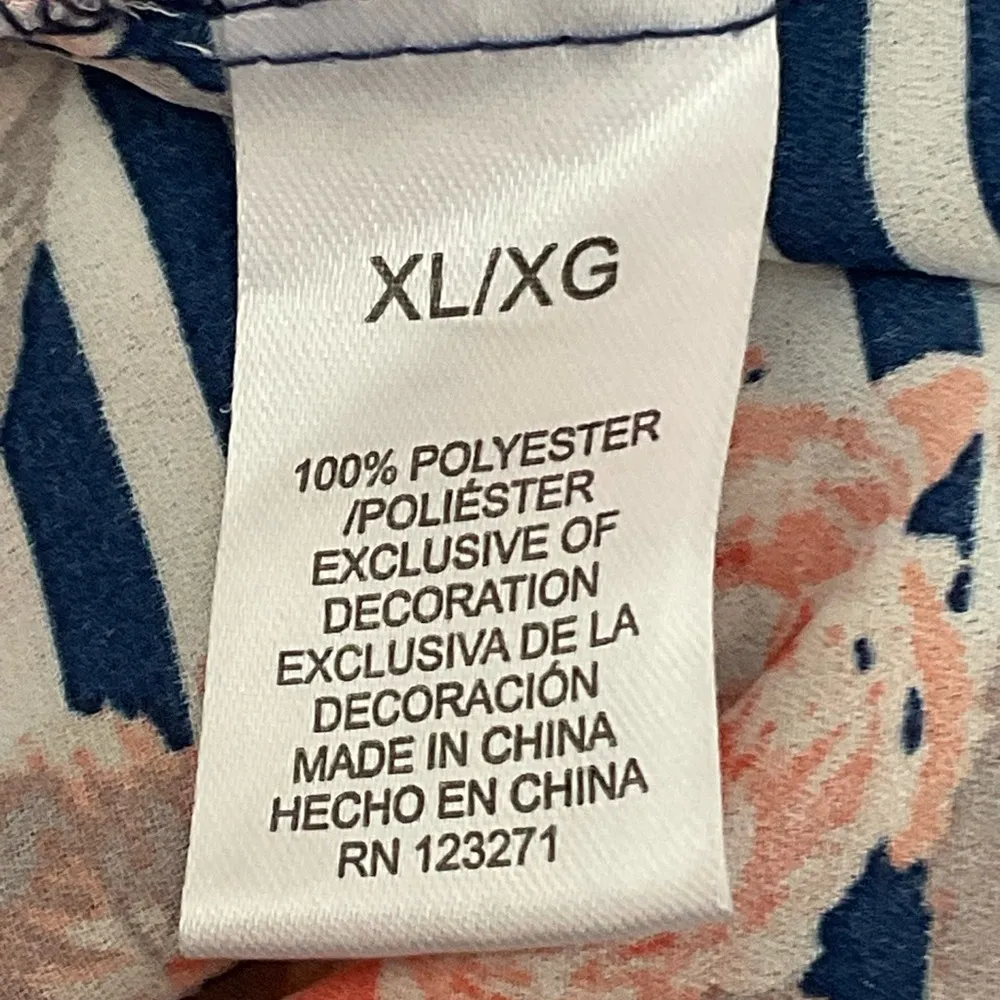 XL/XG
100% POLYESTER
/POLIÉSTER
EXCLUSIVE OF
DECORATION
EXCLUSIVA DE LA
DECORACIÓN
MADE IN CHINA
HECHO EN CHINA
RN 123271